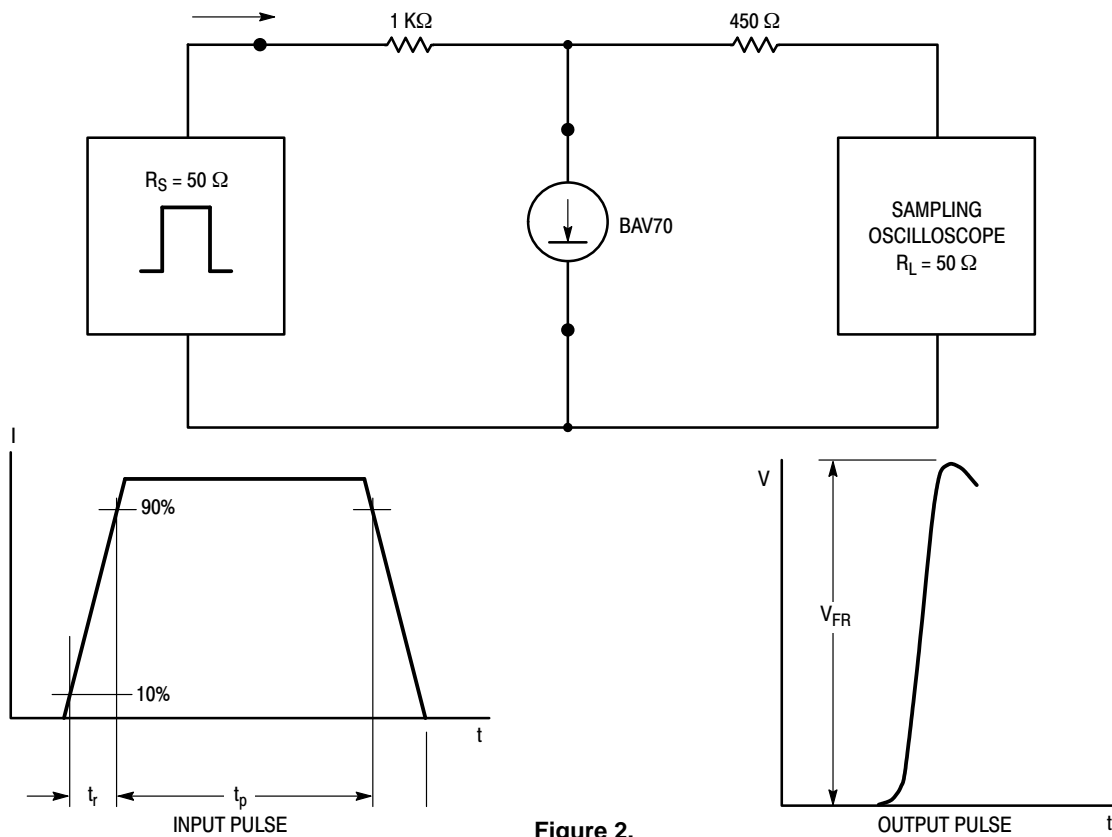 1 KΩ
450 Ω
R_S = 50 Ω
BAV70
SAMPLING
OSCILLOSCOPE
R_L = 50 Ω
I
90%
10%
t
t_r
t_p
INPUT PULSE
V
V_FR
t
OUTPUT PULSE
Figure 2.